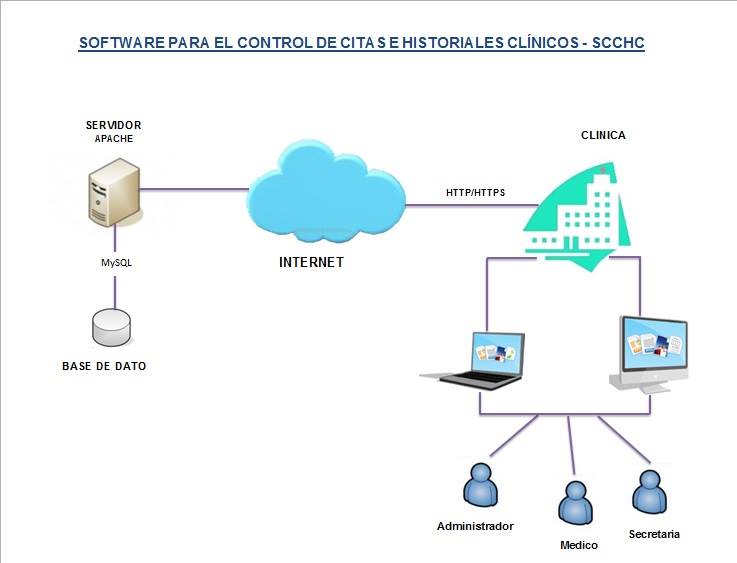 SOFTWARE PARA EL CONTROL DE CITAS E HISTORIALES CLÍNICOS - SCCHC
SERVIDOR
APACHE
CLINICA
HTTP/HTTPS
INTERNET
MySQL
BASE DE DATO
Administrador
Medico
Secretaria